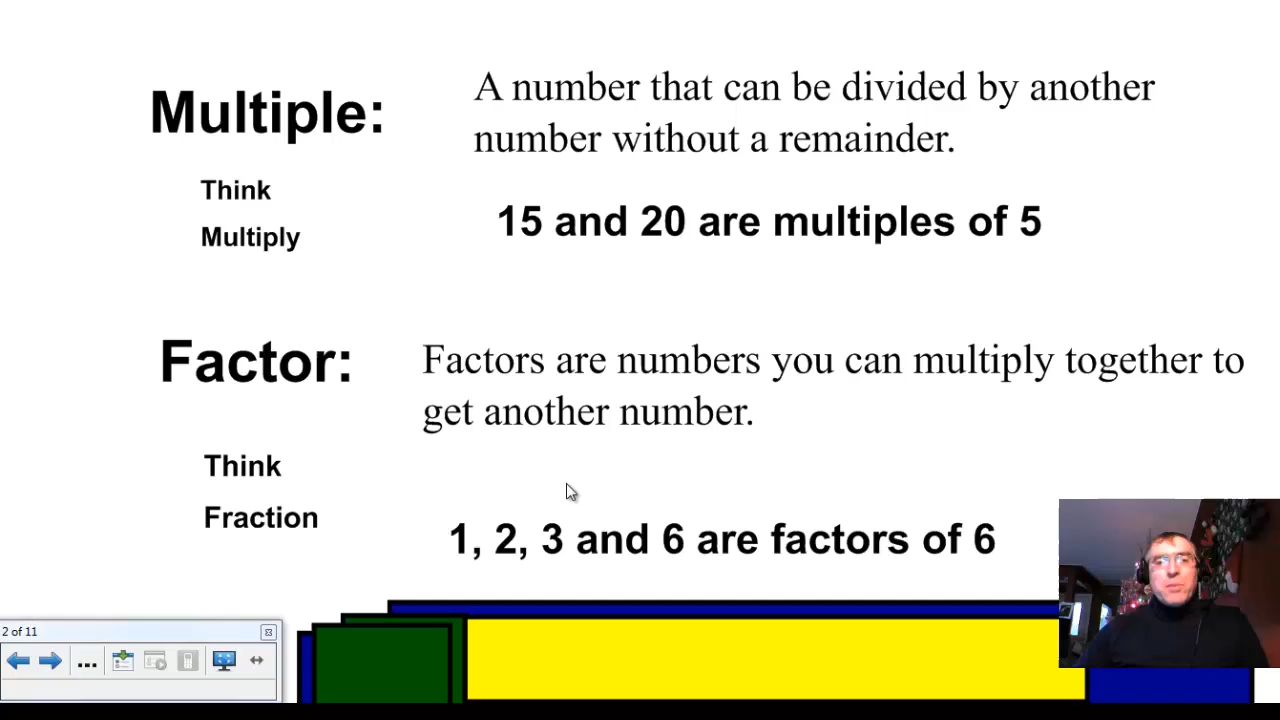 Multiple:
A number that can be divided by another
number without a remainder.
Think
Multiply
15 and 20 are multiples of 5
Factor:
Factors are numbers you can multiply together to
get another number.
Think
Fraction
1, 2, 3 and 6 are factors of 6
2 of 11
...